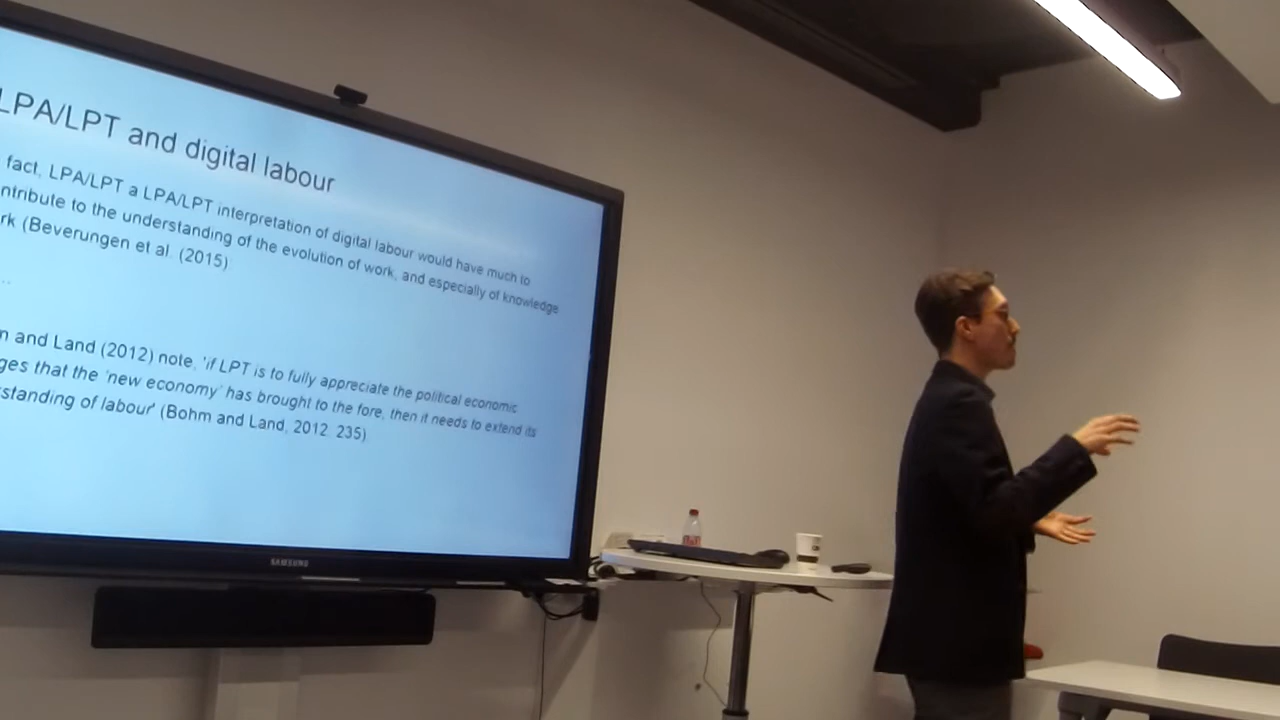 LPA/LPT and digital labour
fact, LPA/LPT a LPA/LPT interpretation of digital labour would have much to
ntribute to the understanding of the evolution of work, and especially of knowledge
rk (Beverungen et al. (2015)
..
n and Land (2012) note, 'if LPT is to fully appreciate the political economic
ges that the 'new economy' has brought to the fore, then it needs to extend its
standing of labour' (Bohm and Land, 2012: 235)
SAMSUNG